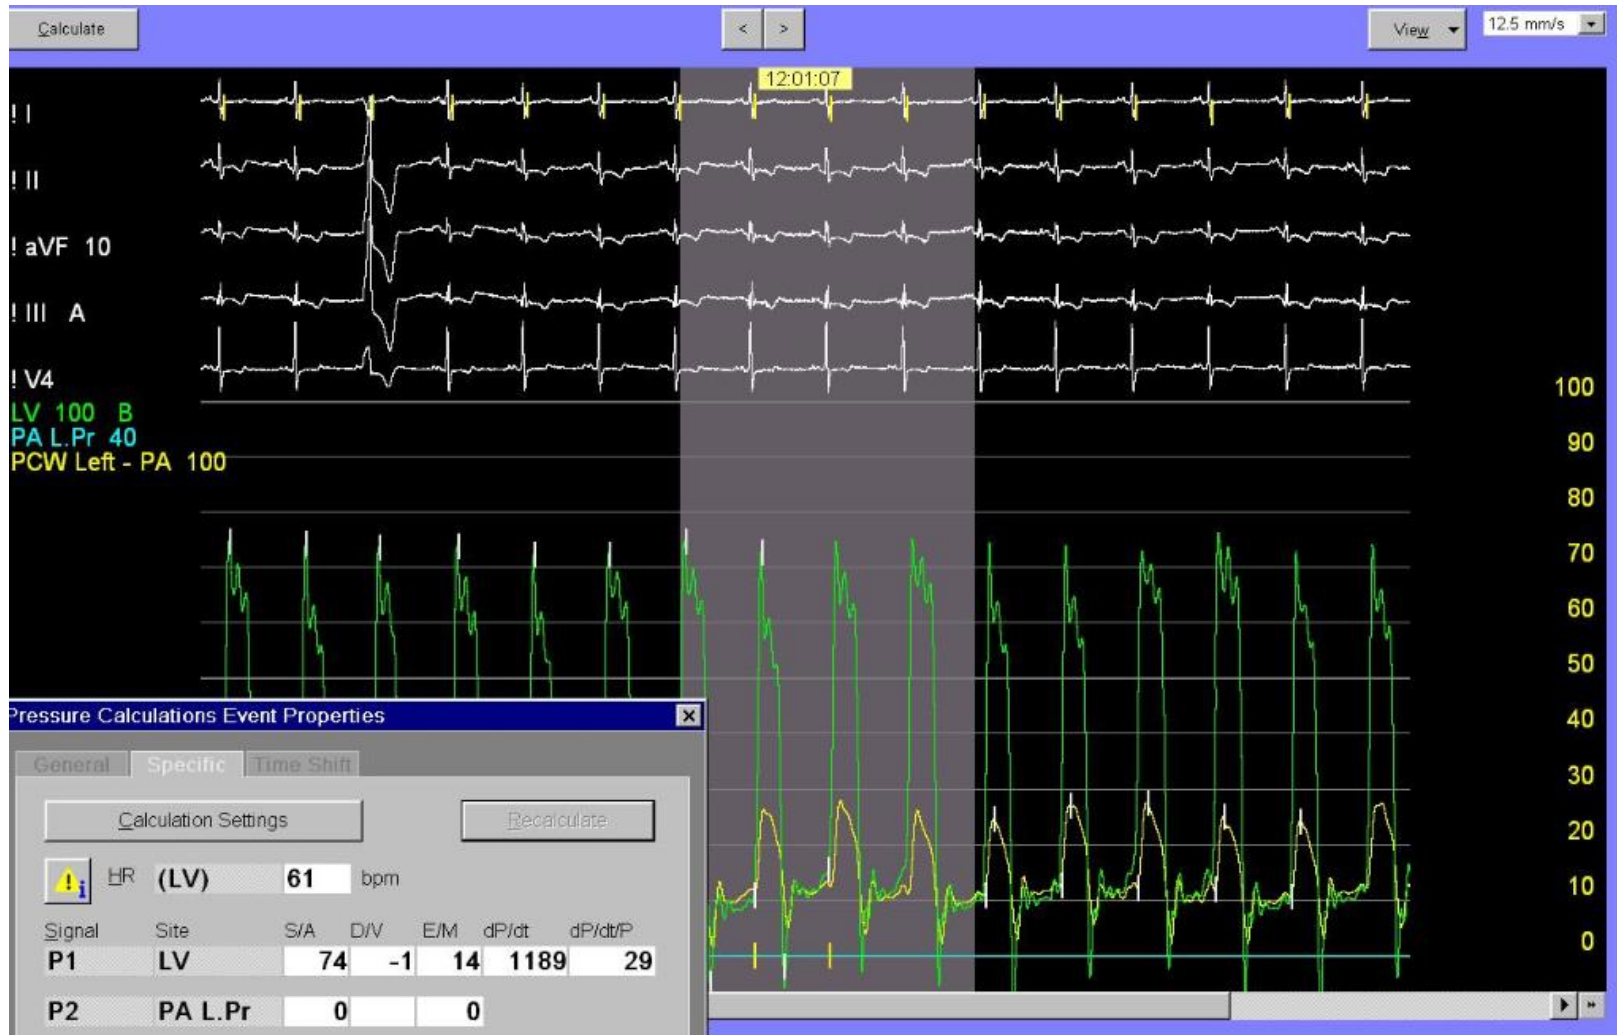 Calculate
< >
View
12.5 mm/s
12:01:07
! I
! II
! aVF 10
! III A
! V4
LV 100 B
PA L.Pr 40
PCW Left - PA 100
100
90
80
70
60
50
40
30
20
10
0
Pressure Calculations Event Properties
General Specific Time Shift
Calculation Settings Recalculate
HR (LV) 61 bpm
Signal Site S/A D/V E/M dP/dt dP/dt/P
P1 LV 74 -1 14 1189 29
P2 PA L.Pr 0 0